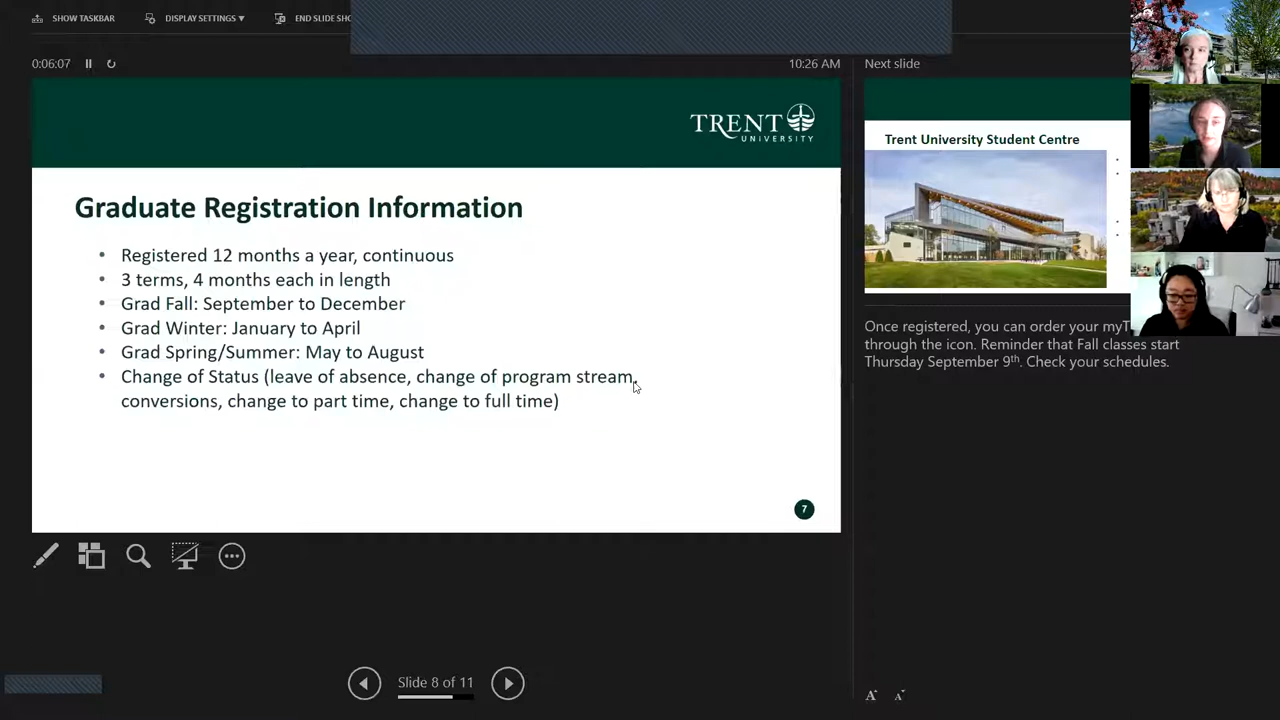 SHOW TASKBAR
DISPLAY SETTINGS ▼
END SLIDE
0:06:07
10:26 AM
TRENT
UNIVERSITY
Graduate Registration Information
• Registered 12 months a year, continuous
• 3 terms, 4 months each in length
• Grad Fall: September to December
• Grad Winter: January to April
• Grad Spring/Summer: May to August
• Change of Status (leave of absence, change of program stream,
conversions, change to part time, change to full time)
7
Slide 8 of 11
Next slide
Trent University Student Centre
Once registered, you can order your
through the icon. Reminder that Fall classes start
Thursday September 9th. Check your schedules.
A
A